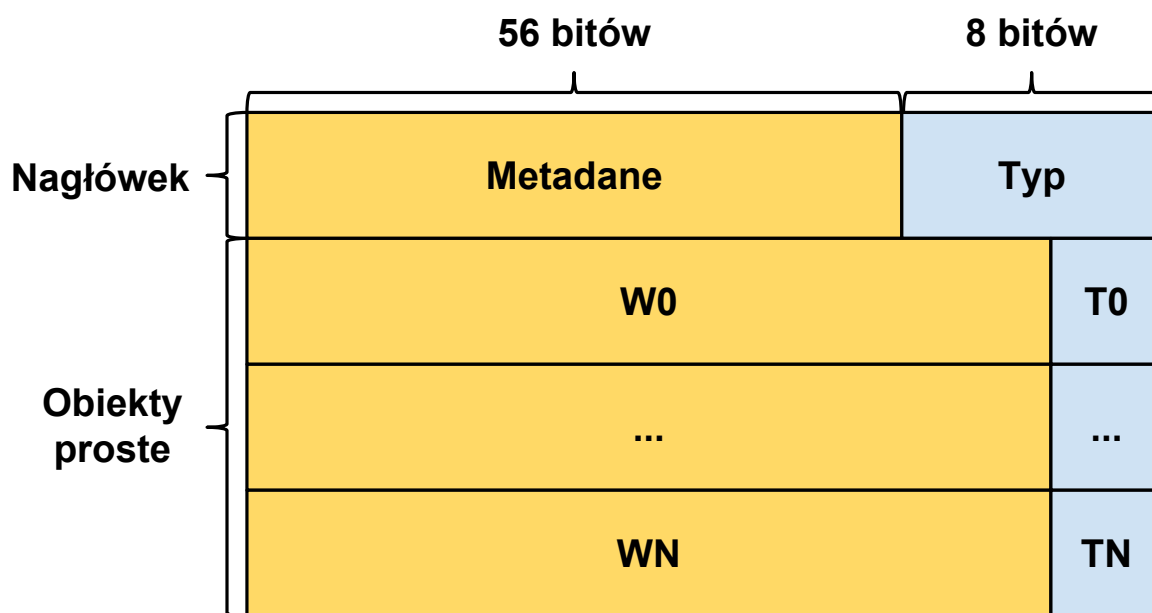 56 bitów 8 bitów
Nagłówek Metadane Typ
W0 T0
Obiekty
proste
... ...
WN TN